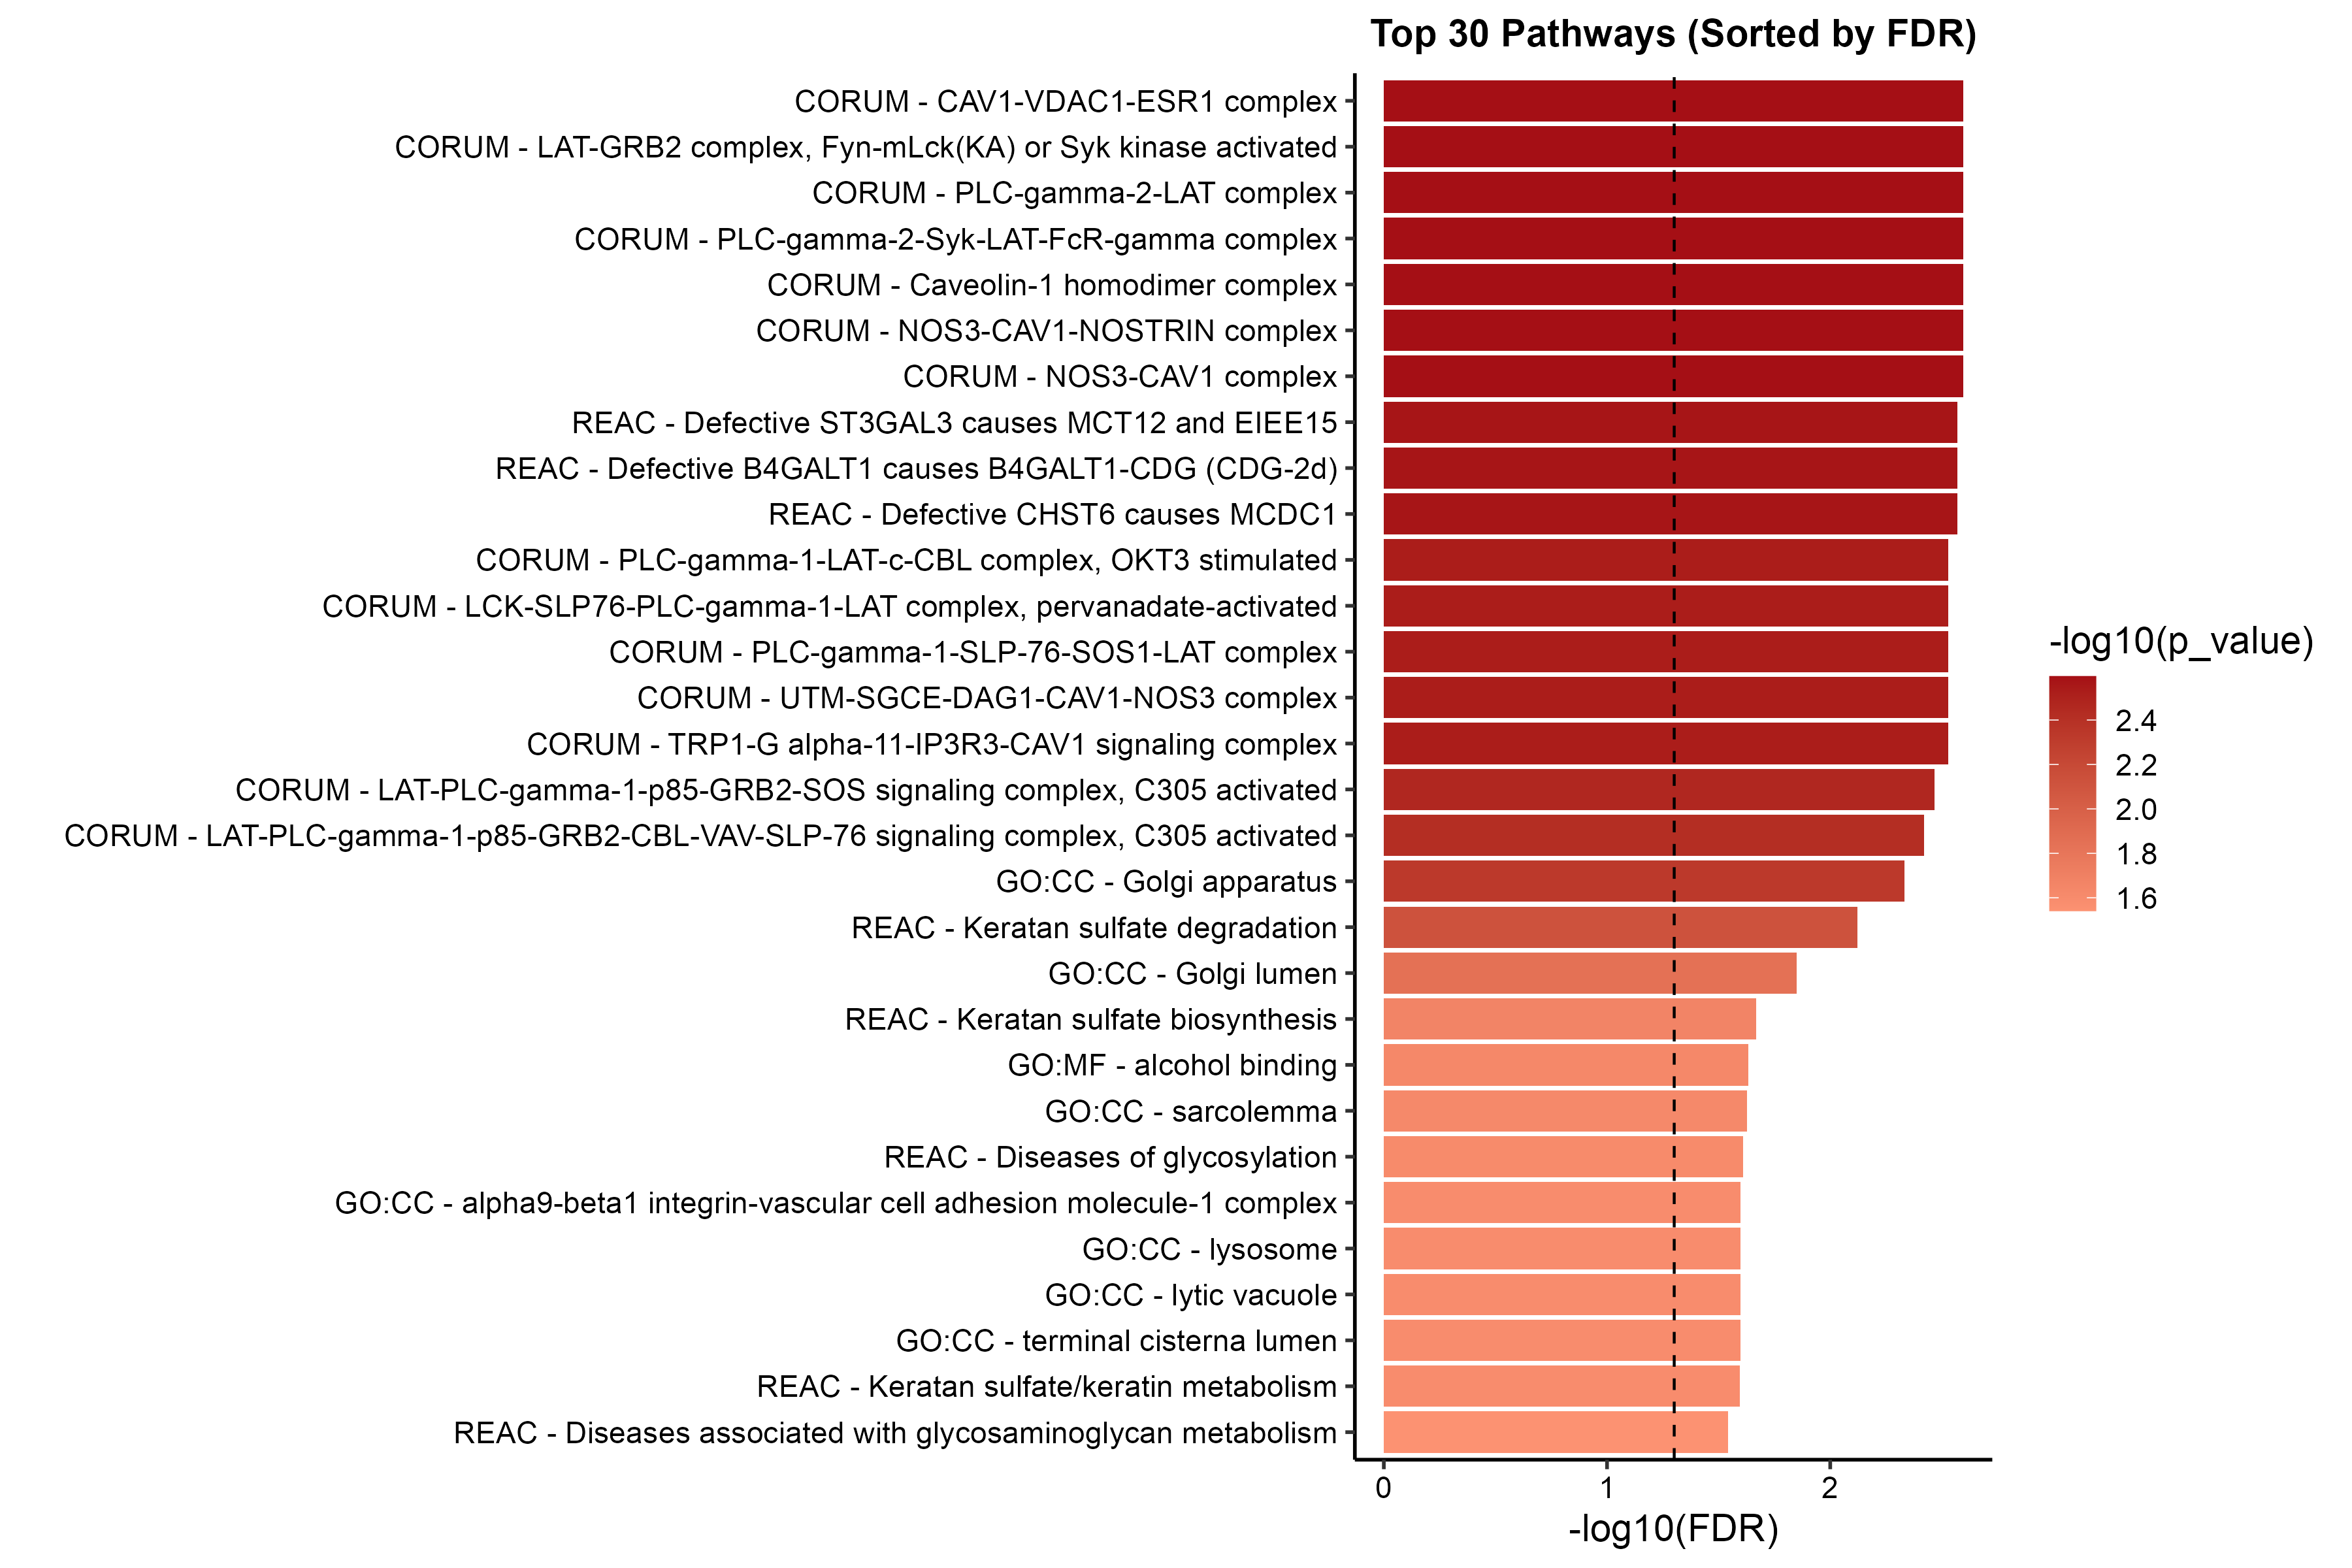 Top 30 Pathways (Sorted by FDR)
CORUM - CAV1-VDAC1-ESR1 complex
CORUM - LAT-GRB2 complex, Fyn-mLck(KA) or Syk kinase activated
CORUM - PLC-gamma-2-LAT complex
CORUM - PLC-gamma-2-Syk-LAT-FcR-gamma complex
CORUM - Caveolin-1 homodimer complex
CORUM - NOS3-CAV1-NOSTRIN complex
CORUM - NOS3-CAV1 complex
REAC - Defective ST3GAL3 causes MCT12 and EIEE15
REAC - Defective B4GALT1 causes B4GALT1-CDG (CDG-2d)
REAC - Defective CHST6 causes MCDC1
CORUM - PLC-gamma-1-LAT-c-CBL complex, OKT3 stimulated
CORUM - LCK-SLP76-PLC-gamma-1-LAT complex, pervanadate-activated
CORUM - PLC-gamma-1-SLP-76-SOS1-LAT complex
CORUM - UTM-SGCE-DAG1-CAV1-NOS3 complex
CORUM - TRP1-G alpha-11-IP3R3-CAV1 signaling complex
CORUM - LAT-PLC-gamma-1-p85-GRB2-SOS signaling complex, C305 activated
CORUM - LAT-PLC-gamma-1-p85-GRB2-CBL-VAV-SLP-76 signaling complex, C305 activated
GO:CC - Golgi apparatus
REAC - Keratan sulfate degradation
GO:CC - Golgi lumen
REAC - Keratan sulfate biosynthesis
GO:MF - alcohol binding
GO:CC - sarcolemma
REAC - Diseases of glycosylation
GO:CC - alpha9-beta1 integrin-vascular cell adhesion molecule-1 complex
GO:CC - lysosome
GO:CC - lytic vacuole
GO:CC - terminal cisterna lumen
REAC - Keratan sulfate/keratin metabolism
REAC - Diseases associated with glycosaminoglycan metabolism
0 1 2
-log10(FDR)
-log10(p_value)
2.4
2.2
2.0
1.8
1.6